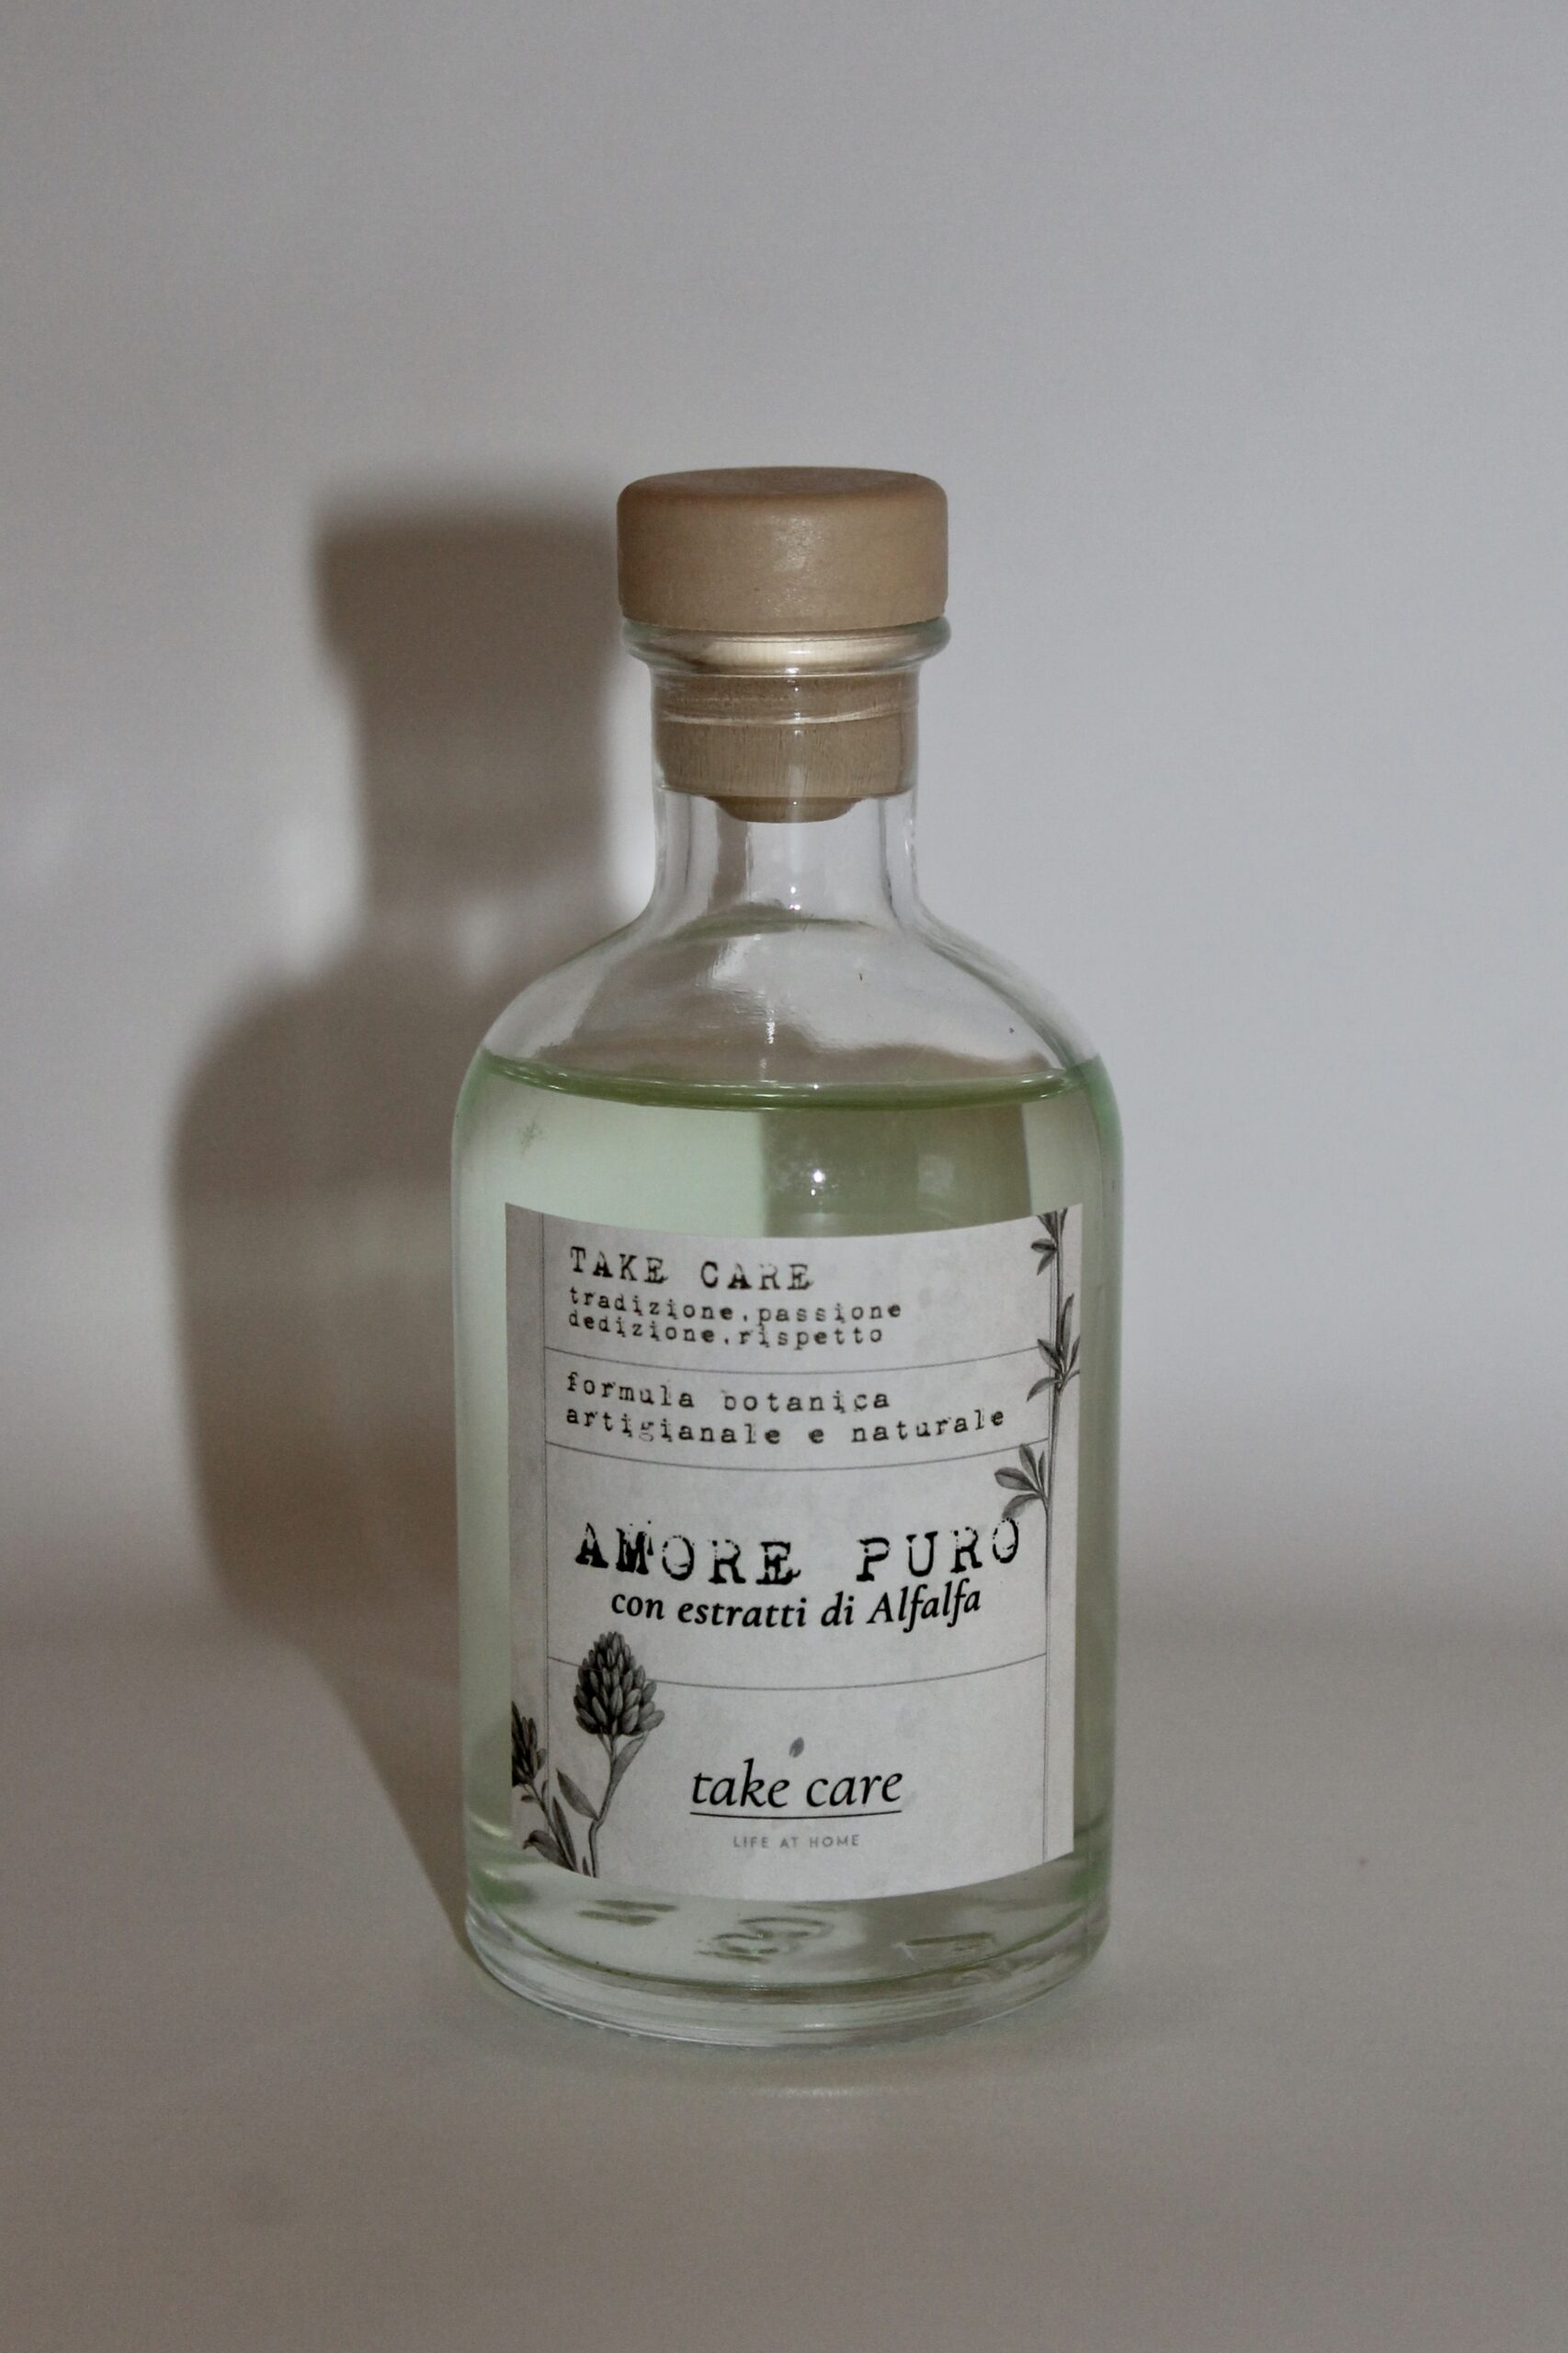 TAKE CARE
tradizione,passione
dedizione,rispetto
formula botanica
artigianale e naturale
AMORE PURO
con estratti di Alfalfa
take care
LIFE AT HOME